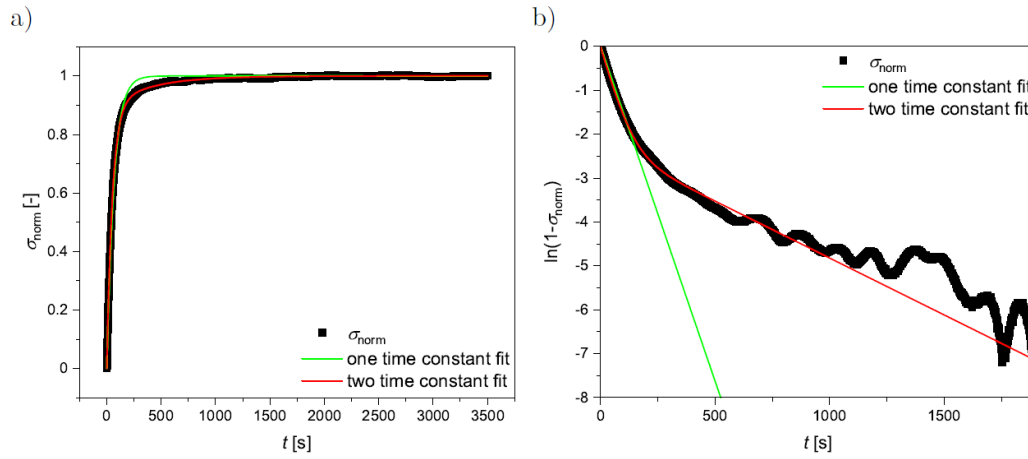 a)
σnorm [-]
1
0.8
0.6
0.4
0.2
0
σnorm
one time constant fit
two time constant fit
0 500 1000 1500 2000 2500 3000 3500
t [s]
b)
ln(1-σnorm)
0
-1
-2
-3
-4
-5
-6
-7
-8
σnorm
one time constant fit
two time constant fit
0 500 1000 1500
t [s]